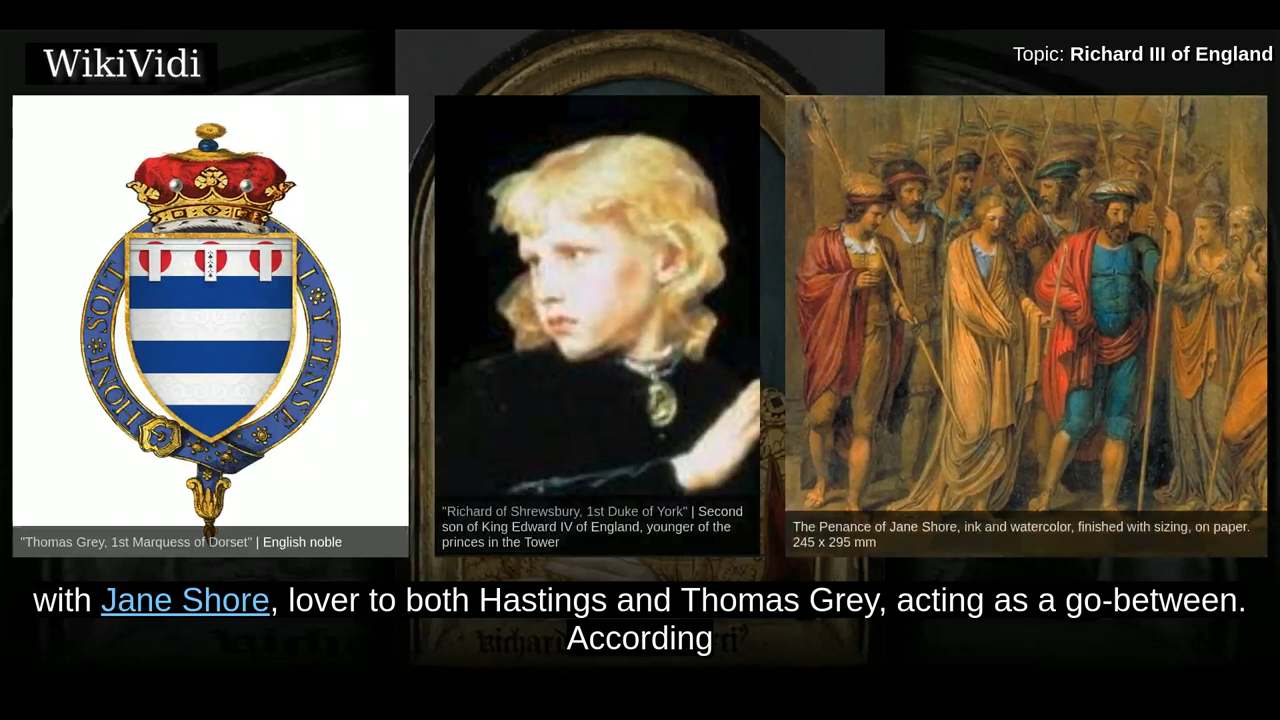 WikiVidi
Topic: Richard III of England
HONI SOIT
Y PENSE
"Thomas Grey, 1st Marquess of Dorset" | English noble
"Richard of Shrewsbury, 1st Duke of York" | Second
son of King Edward IV of England, younger of the
princes in the Tower
The Penance of Jane Shore, ink and watercolor, finished with sizing, on paper.
245 x 295 mm
with Jane Shore, lover to both Hastings and Thomas Grey, acting as a go-between.
According